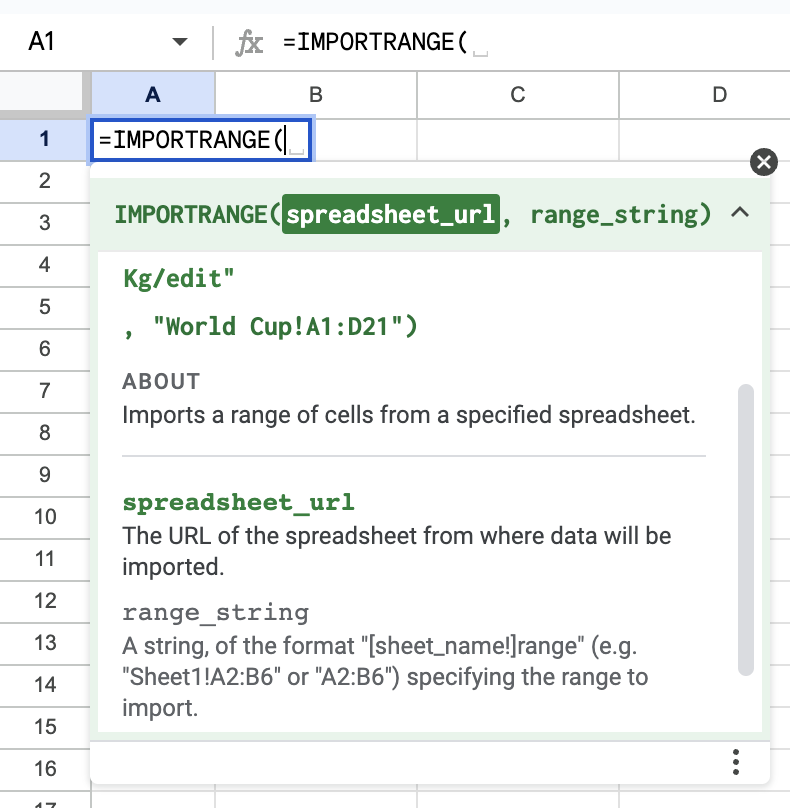 A1
fx =IMPORTRANGE(
A B C D
1 =IMPORTRANGE(
2
IMPORTRANGE(spreadsheet_url, range_string)
3
4
Kg/edit"
5
, "World Cup!A1:D21")
6
7
ABOUT
8
Imports a range of cells from a specified spreadsheet.
9
10
spreadsheet_url
11
The URL of the spreadsheet from where data will be
imported.
12
range_string
13
A string, of the format "[sheet_name!]range" (e.g.
14
"Sheet1!A2:B6" or "A2:B6") specifying the range to
import.
15
16
17